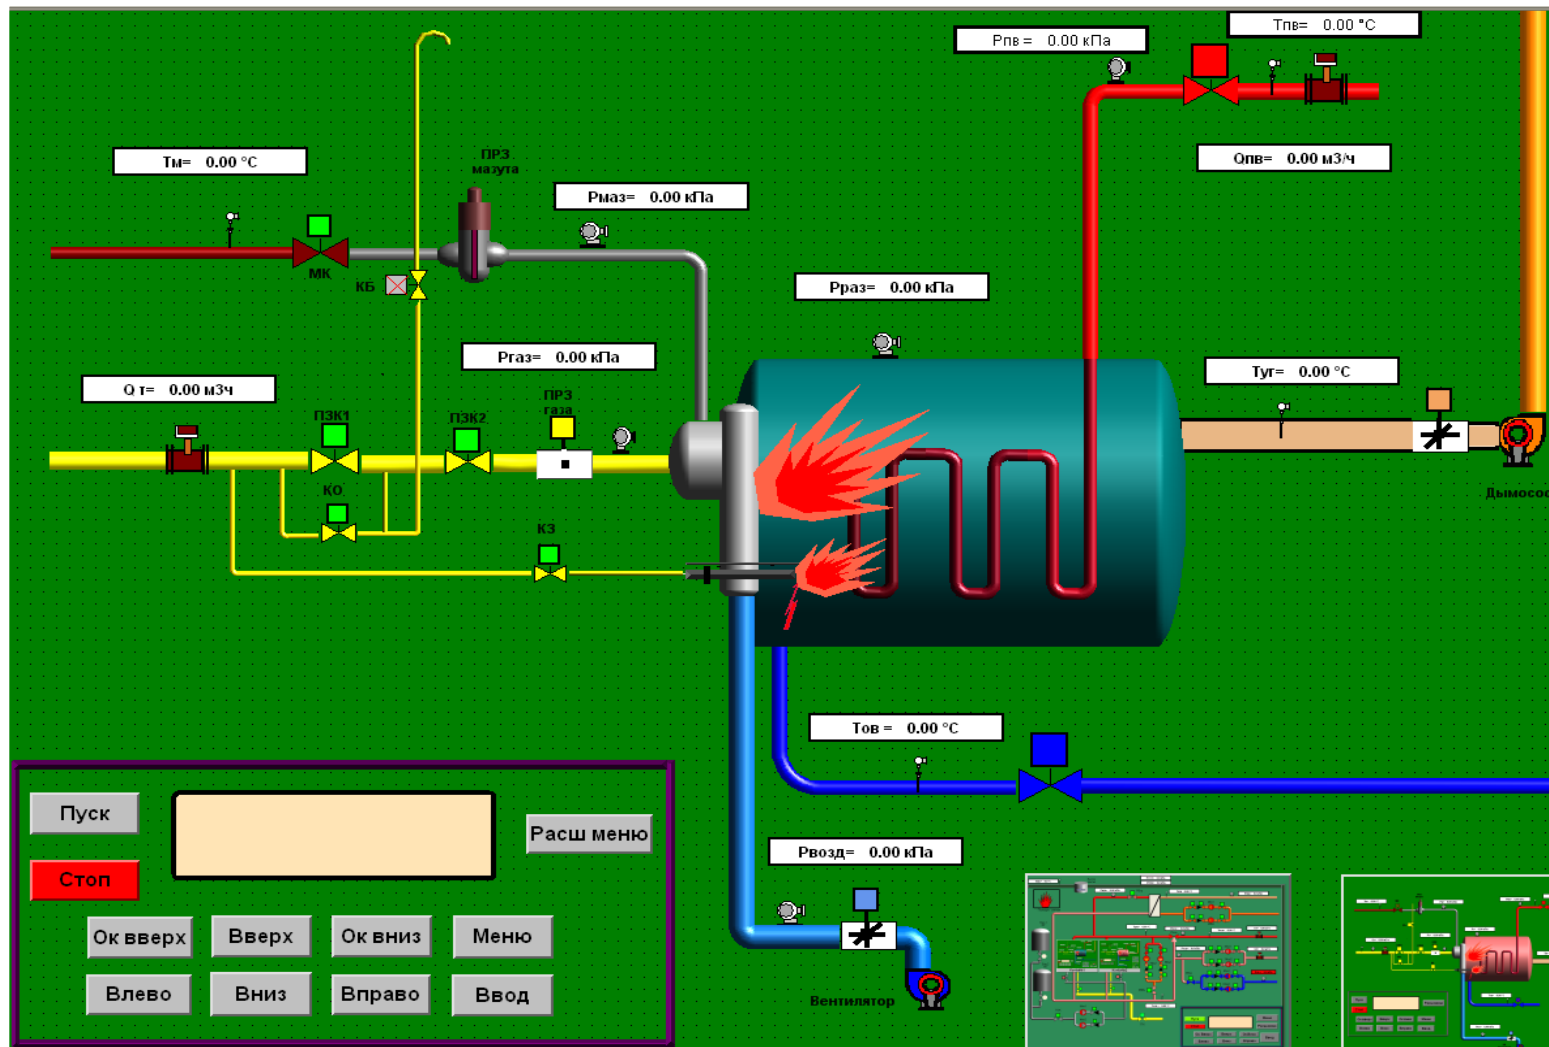 Тпв= 0.00 °C
Рпв = 0.00 кПа
Qпв= 0.00 м3/ч
Тм= 0.00 °C
ПРЗ
мазута
Рмаз= 0.00 кПа
МК
КБ
Рраз= 0.00 кПа
Ргаз= 0.00 кПа
Q т= 0.00 м3ч
Туг= 0.00 °C
ПЗК1
ПЗК2
ПРЗ
газа
КО
КЗ
Дымосос
Тов = 0.00 °C
Рвозд= 0.00 кПа
Вентилятор
Пуск
Стоп
Расш меню
Ок вверх
Вверх
Ок вниз
Меню
Влево
Вниз
Вправо
Ввод